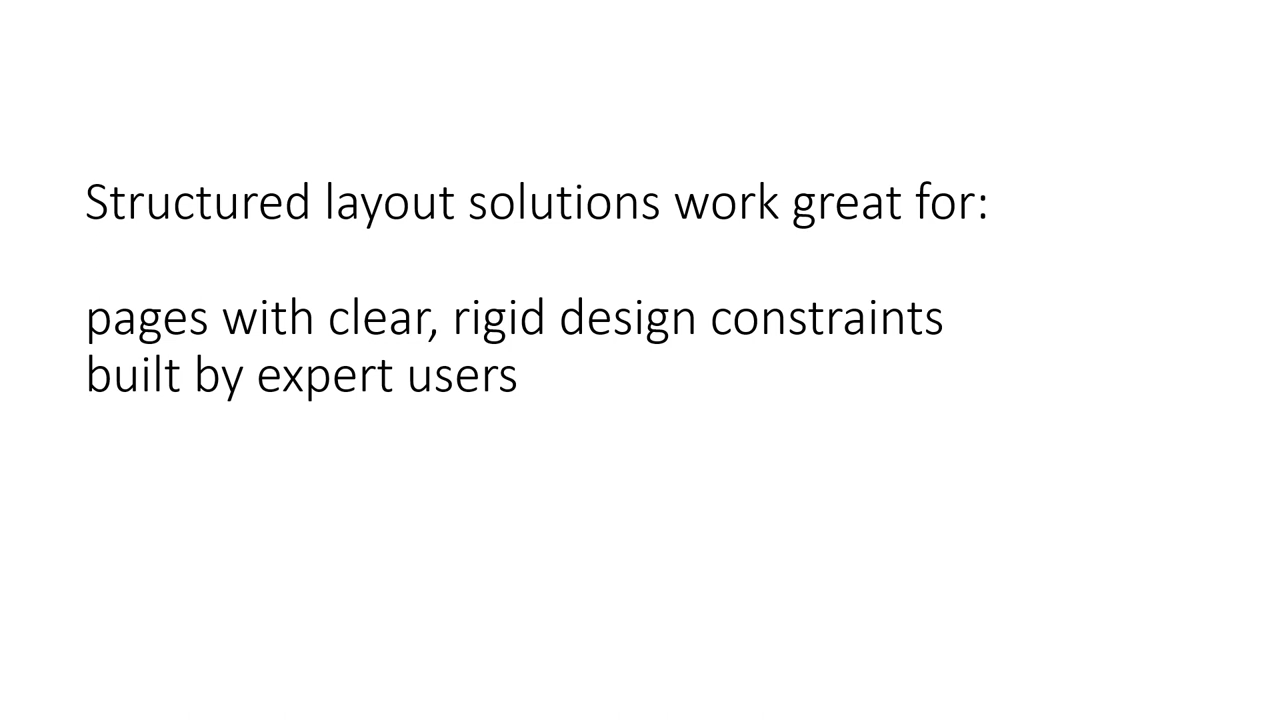 Structured layout solutions work great for:
pages with clear, rigid design constraints
built by expert users